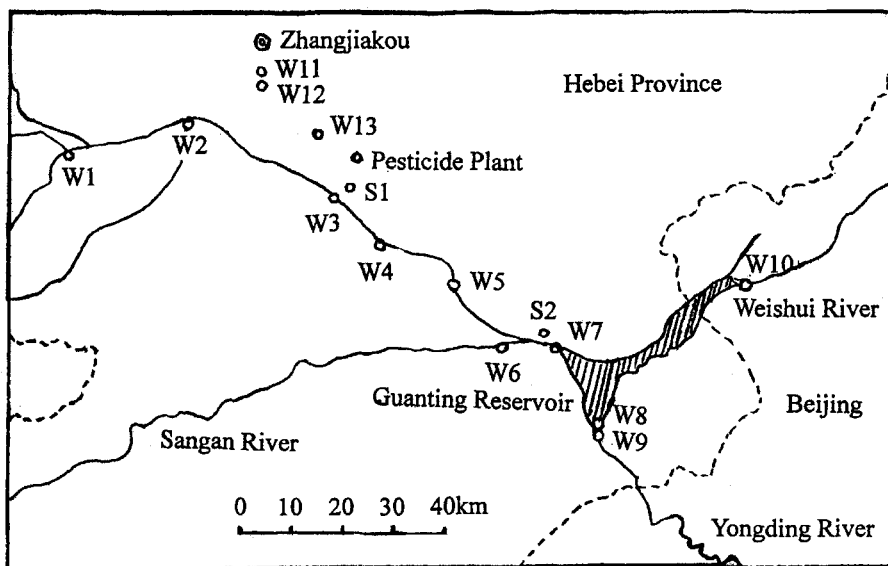 Zhangjiakou
W11
W12
Hebei Province
W13
W2
Pesticide Plant
W1
S1
W3
W4
W10
W5
Weishui River
S2
W7
W6
Guanting Reservoir
Beijing
W8
W9
Sangan River
0 10 20 30 40km
Yongding River